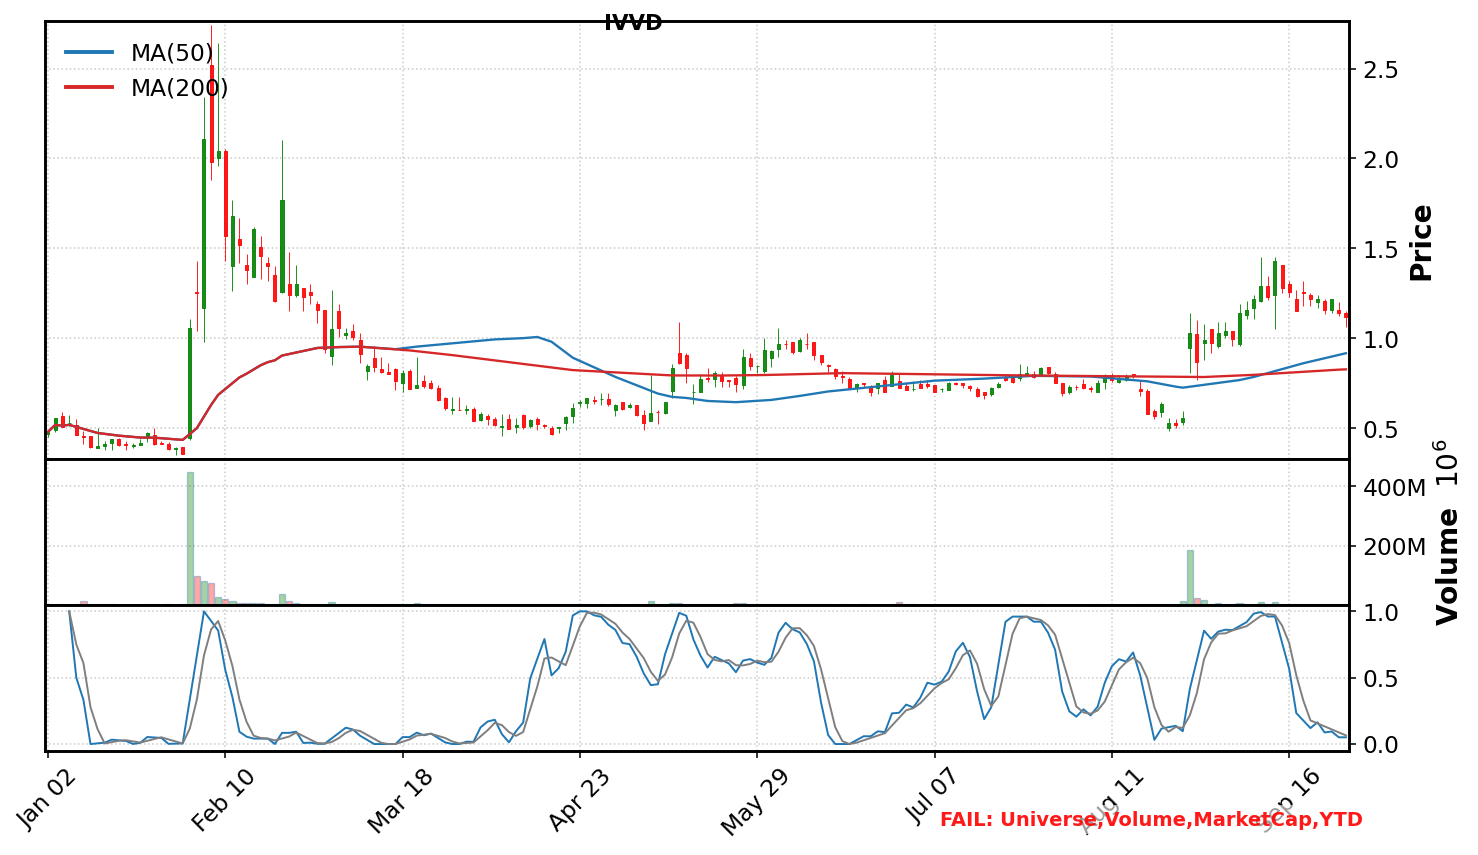 IVVD
MA(50)
MA(200)
2.5
2.0
1.5
1.0
0.5
Price
400M
200M
Volume 10⁶
1.0
0.5
0.0
Jan 02
Feb 10
Mar 18
Apr 23
May 29
Jul 07
Aug 11
Sep 16
FAIL: Universe,Volume,MarketCap,YTD